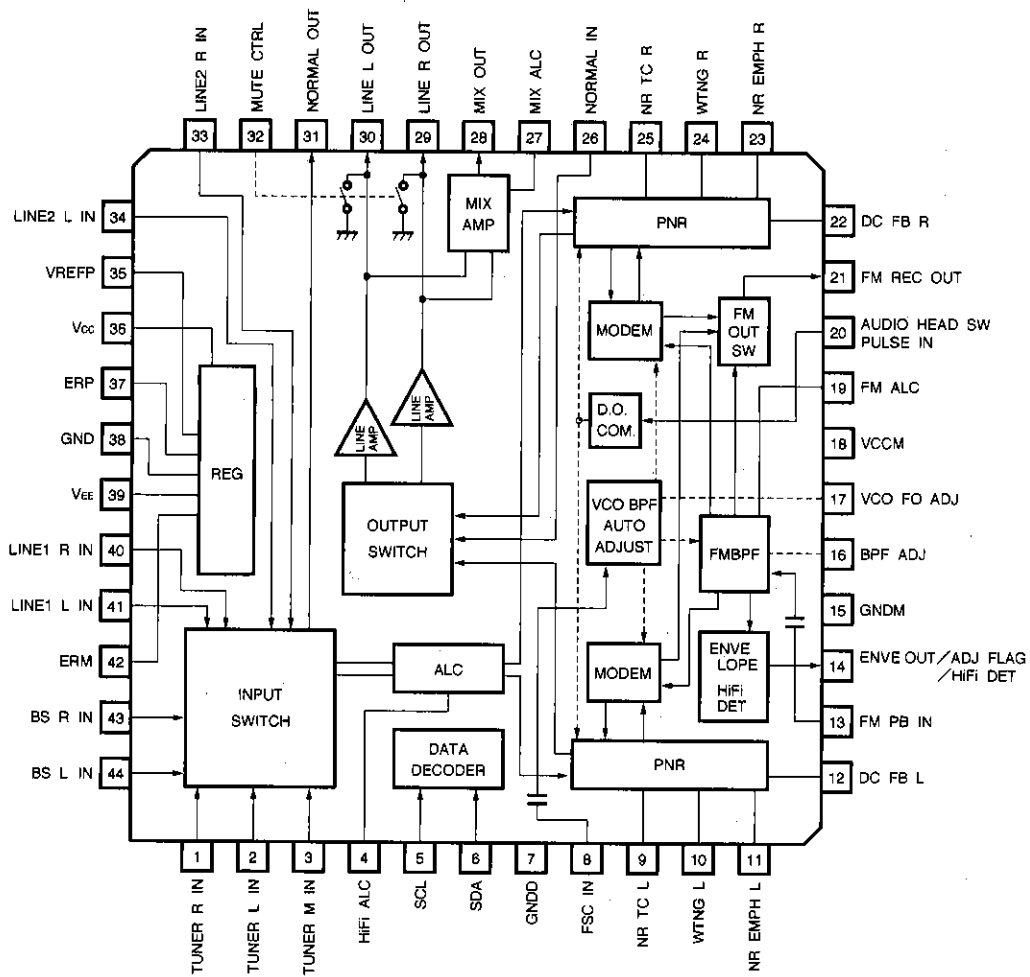 LINE2 R IN
MUTE CTRL
NORMAL OUT
LINE L OUT
LINE R OUT
MIX OUT
MIX ALC
NORMAL IN
NR TC R
WTNG R
NR EMPH R
33
32
31
30
29
28
27
26
25
24
23
LINE2 L IN
34
VREFP
35
Vcc
36
ERP
37
GND
38
VEE
39
LINE1 R IN
40
LINE1 L IN
41
ERM
42
BS R IN
43
BS L IN
44
REG
MIX
AMP
LINE
AMP
LINE
AMP
OUTPUT
SWITCH
INPUT
SWITCH
ALC
DATA
DECODER
PNR
MODEM
FM
OUT
SW
D.O.
COM.
VCO BPF
AUTO
ADJUST
FMBPF
MODEM
ENVE
LOPE
HiFi
DET
PNR
22
DC FB R
21
FM REC OUT
20
AUDIO HEAD SW
PULSE IN
19
FM ALC
18
VCCM
17
VCO FO ADJ
16
BPF ADJ
15
GNDM
14
ENVE OUT/ADJ FLAG
/HiFi DET
13
FM PB IN
12
DC FB L
1
2
3
4
5
6
7
8
9
10
11
TUNER R IN
TUNER L IN
TUNER M IN
HiFi ALC
SCL
SDA
GNDD
FSC IN
NR TC L
WTNG L
NR EMPH L